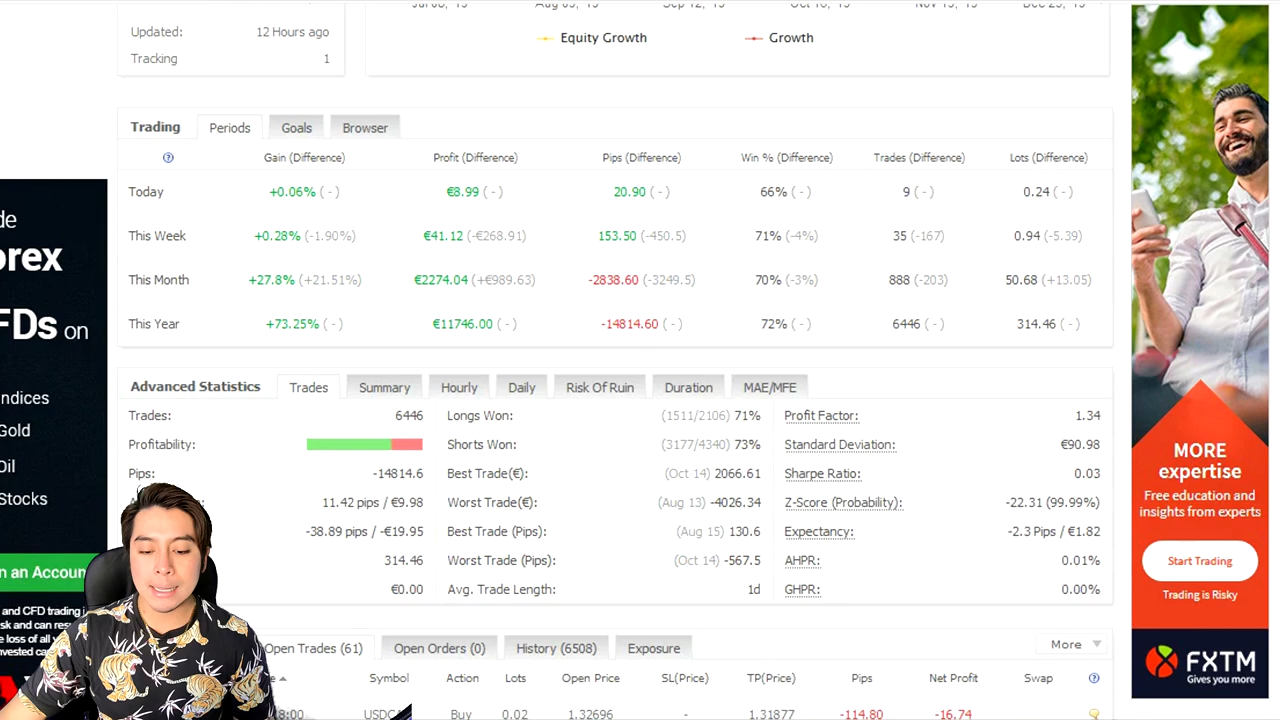 Updated: 12 Hours ago
Tracking 1
Equity Growth Growth
Trading Periods Goals Browser
Gain (Difference) Profit (Difference) Pips (Difference) Win % (Difference) Trades (Difference) Lots (Difference)
Today +0.06% ( - ) €8.99 ( - ) 20.90 ( - ) 66% ( - ) 9 ( - ) 0.24 ( - )
This Week +0.28% (-1.90%) €41.12 (-€268.91) 153.50 (-450.5) 71% (-4%) 35 (-167) 0.94 (-5.39)
This Month +27.8% (+21.51%) €2274.04 (+€989.63) -2838.60 (-3249.5) 70% (-3%) 888 (-203) 50.68 (+13.05)
This Year +73.25% ( - ) €11746.00 ( - ) -14814.60 ( - ) 72% ( - ) 6446 ( - ) 314.46 ( - )
Advanced Statistics Trades Summary Hourly Daily Risk Of Ruin Duration MAE/MFE
Trades: 6446 Longs Won: (1511/2106) 71% Profit Factor: 1.34
Profitability: Shorts Won: (3177/4340) 73% Standard Deviation: €90.98
Pips: -14814.6 Best Trade(€): (Oct 14) 2066.61 Sharpe Ratio: 0.03
11.42 pips / €9.98 Worst Trade(€): (Aug 13) -4026.34 Z-Score (Probability): -22.31 (99.99%)
-38.89 pips / -€19.95 Best Trade (Pips): (Aug 15) 130.6 Expectancy: -2.3 Pips / €1.82
314.46 Worst Trade (Pips): (Oct 14) -567.5 AHPR: 0.01%
€0.00 Avg. Trade Length: 1d GHPR: 0.00%
Open Trades (61) Open Orders (0) History (6508) Exposure More
Symbol Action Lots Open Price SL(Price) TP(Price) Pips Net Profit Swap
Buy 0.02 1.32696 - 1.31877 -114.80 -16.74
on
Gold
Stocks
and CFD trading
MORE
expertise
Free education and
insights from experts
Start Trading
Trading is Risky
FXTM
Gives you more